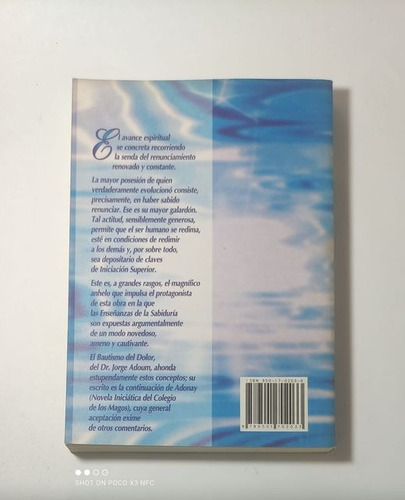 El avance espiritual
se concreta recorriendo
la senda del renunciamiento
renovado y constante.
La mayor posesión de quien
verdaderamente evolucionó consiste,
precisamente, en haber sabido
renunciar. Ese es su mayor galardón.
Tal actitud, sensiblemente generosa,
permite que el ser humano se redima,
esté en condiciones de redimir
a los demás y, por sobre todo,
sea depositario de claves
de Iniciación Superior.
Este es, a grandes rasgos, el magnífico
anhelo que impulsa el protagonista
de esta obra en la que
las Enseñanzas de la Sabiduría
son expuestas argumentalmente
de un modo novedoso,
ameno y cautivante.
El Bautismo del Dolor,
del Dr. Jorge Adoum, ahonda
estupendamente estos conceptos; su
escrito es la continuación de Adonay
(Novela Iniciática del Colegio
de los Magos), cuya general
aceptación exime
de otros comentarios.
SHOT ON POCO X3 NFC